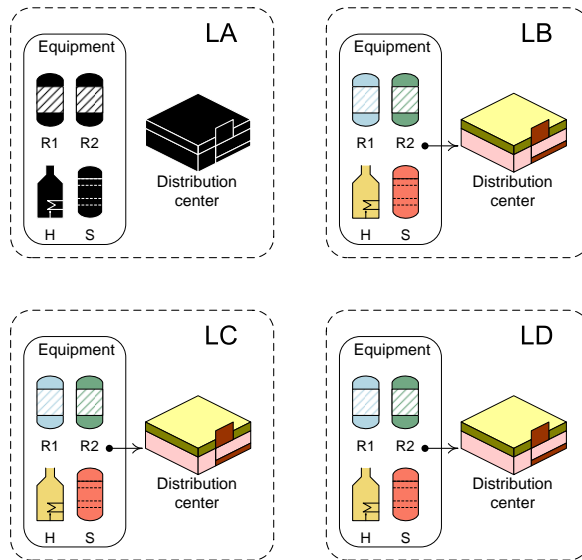 LA
Equipment
R1 R2
H S
Distribution
center
LB
Equipment
R1 R2
H S
Distribution
center
LC
Equipment
R1 R2
H S
Distribution
center
LD
Equipment
R1 R2
H S
Distribution
center